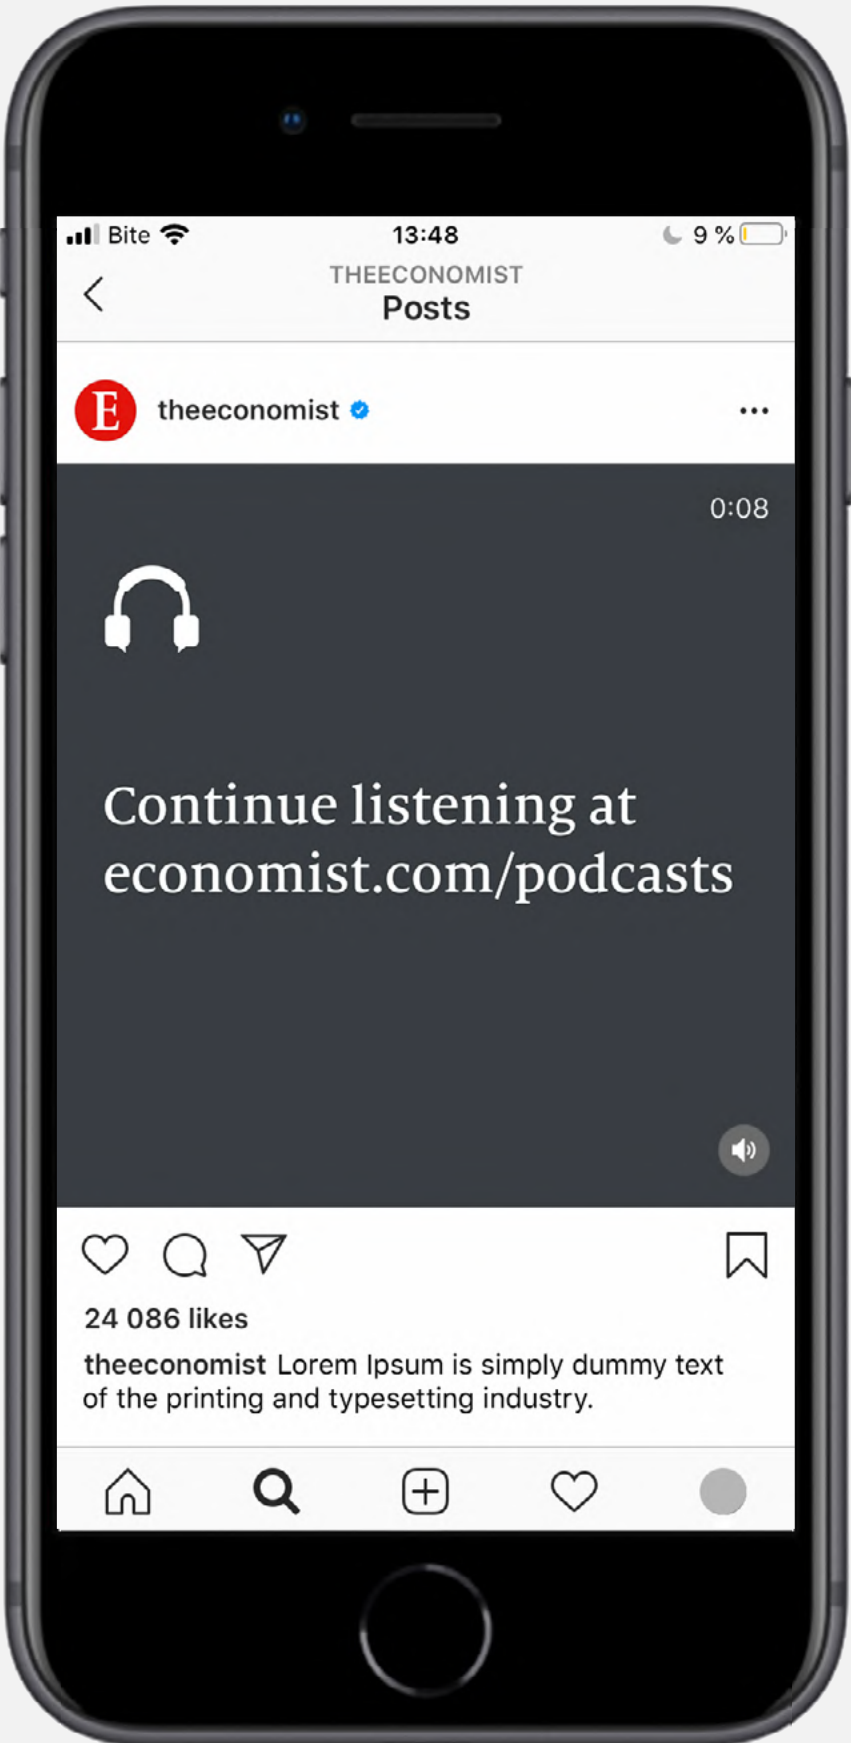 Bite 13:48 9 %
THEECONOMIST
Posts
E theeconomist
0:08
Continue listening at
economist.com/podcasts
24 086 likes
theeconomist Lorem Ipsum is simply dummy text
of the printing and typesetting industry.